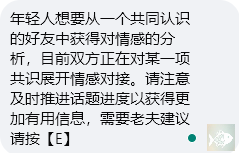 年轻人想要从一个共同认识
的好友中获得对情感的分
析，目前双方正在对某一项
共识展开情感对接。请注意
及时推进话题进度以获得更
加有用信息，需要老夫建议
请按【E】